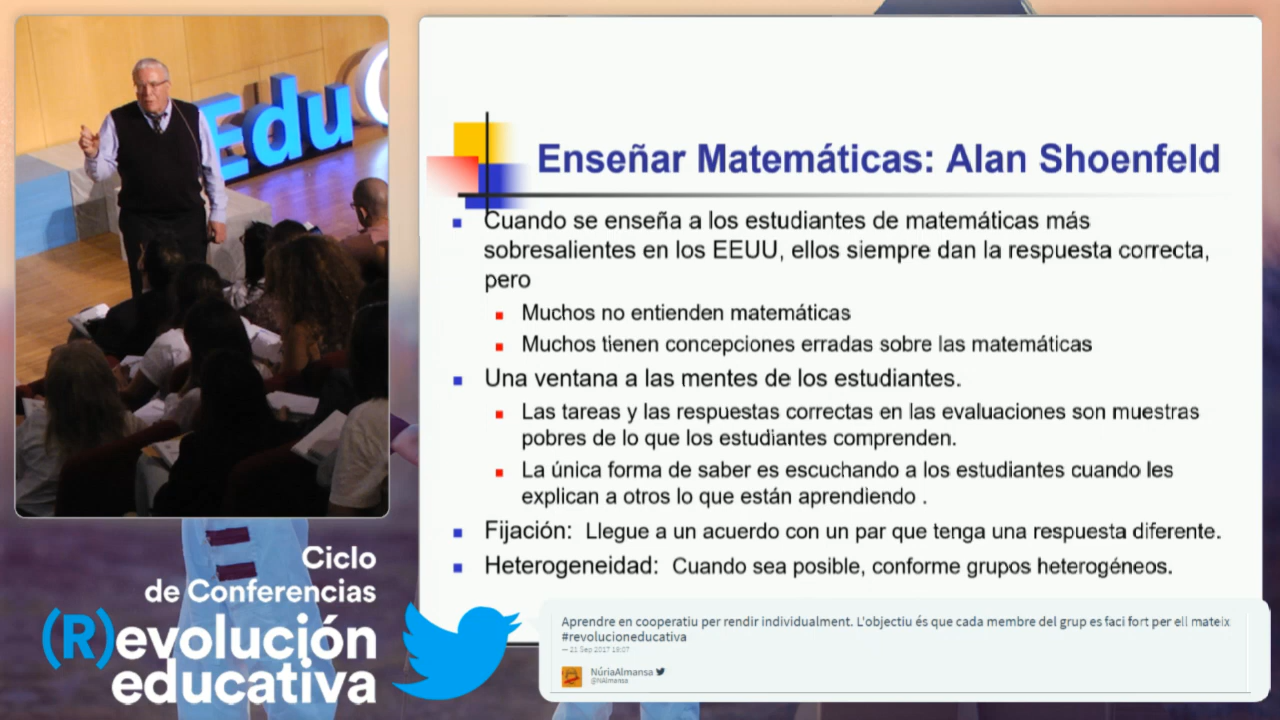 Edu
Enseñar Matemáticas: Alan Shoenfeld
Cuando se enseña a los estudiantes de matemáticas más
sobresalientes en los EEUU, ellos siempre dan la respuesta correcta,
pero
Muchos no entienden matemáticas
Muchos tienen concepciones erradas sobre las matemáticas
Una ventana a las mentes de los estudiantes.
Las tareas y las respuestas correctas en las evaluaciones son muestras
pobres de lo que los estudiantes comprenden.
La única forma de saber es escuchando a los estudiantes cuando les
explican a otros lo que están aprendiendo .
Fijación: Llegue a un acuerdo con un par que tenga una respuesta diferente.
Heterogeneidad: Cuando sea posible, conforme grupos heterogéneos.
Ciclo
de Conferencias
(R)evolución
educativa
Aprendre en cooperatiu per rendir individualment. L'objectiu és que cada membre del grup es faci fort per ell mateix
#revolucioneducativa
— 21 Sep 2017 18:07
NúriaAlmansa
@NAlmansa